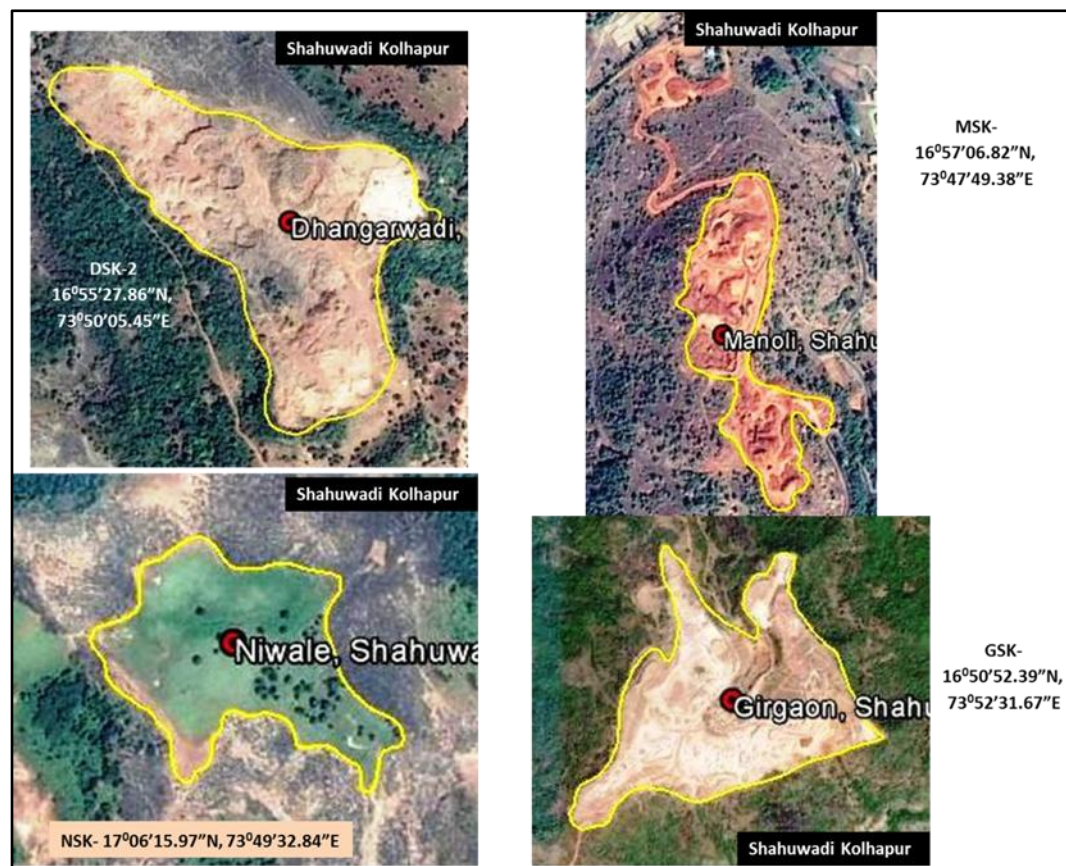 Shahuwadi Kolhapur
Dhangarwadi,
DSK-2
16⁰55’27.86”N,
73⁰50’05.45”E
Shahuwadi Kolhapur
Manoli, Shahu
MSK-
16⁰57’06.82”N,
73⁰47’49.38”E
Shahuwadi Kolhapur
Niwale, Shahuwa
NSK- 17⁰06’15.97”N, 73⁰49’32.84”E
Girgaon, Shahu
GSK-
16⁰50’52.39”N,
73⁰52’31.67”E
Shahuwadi Kolhapur